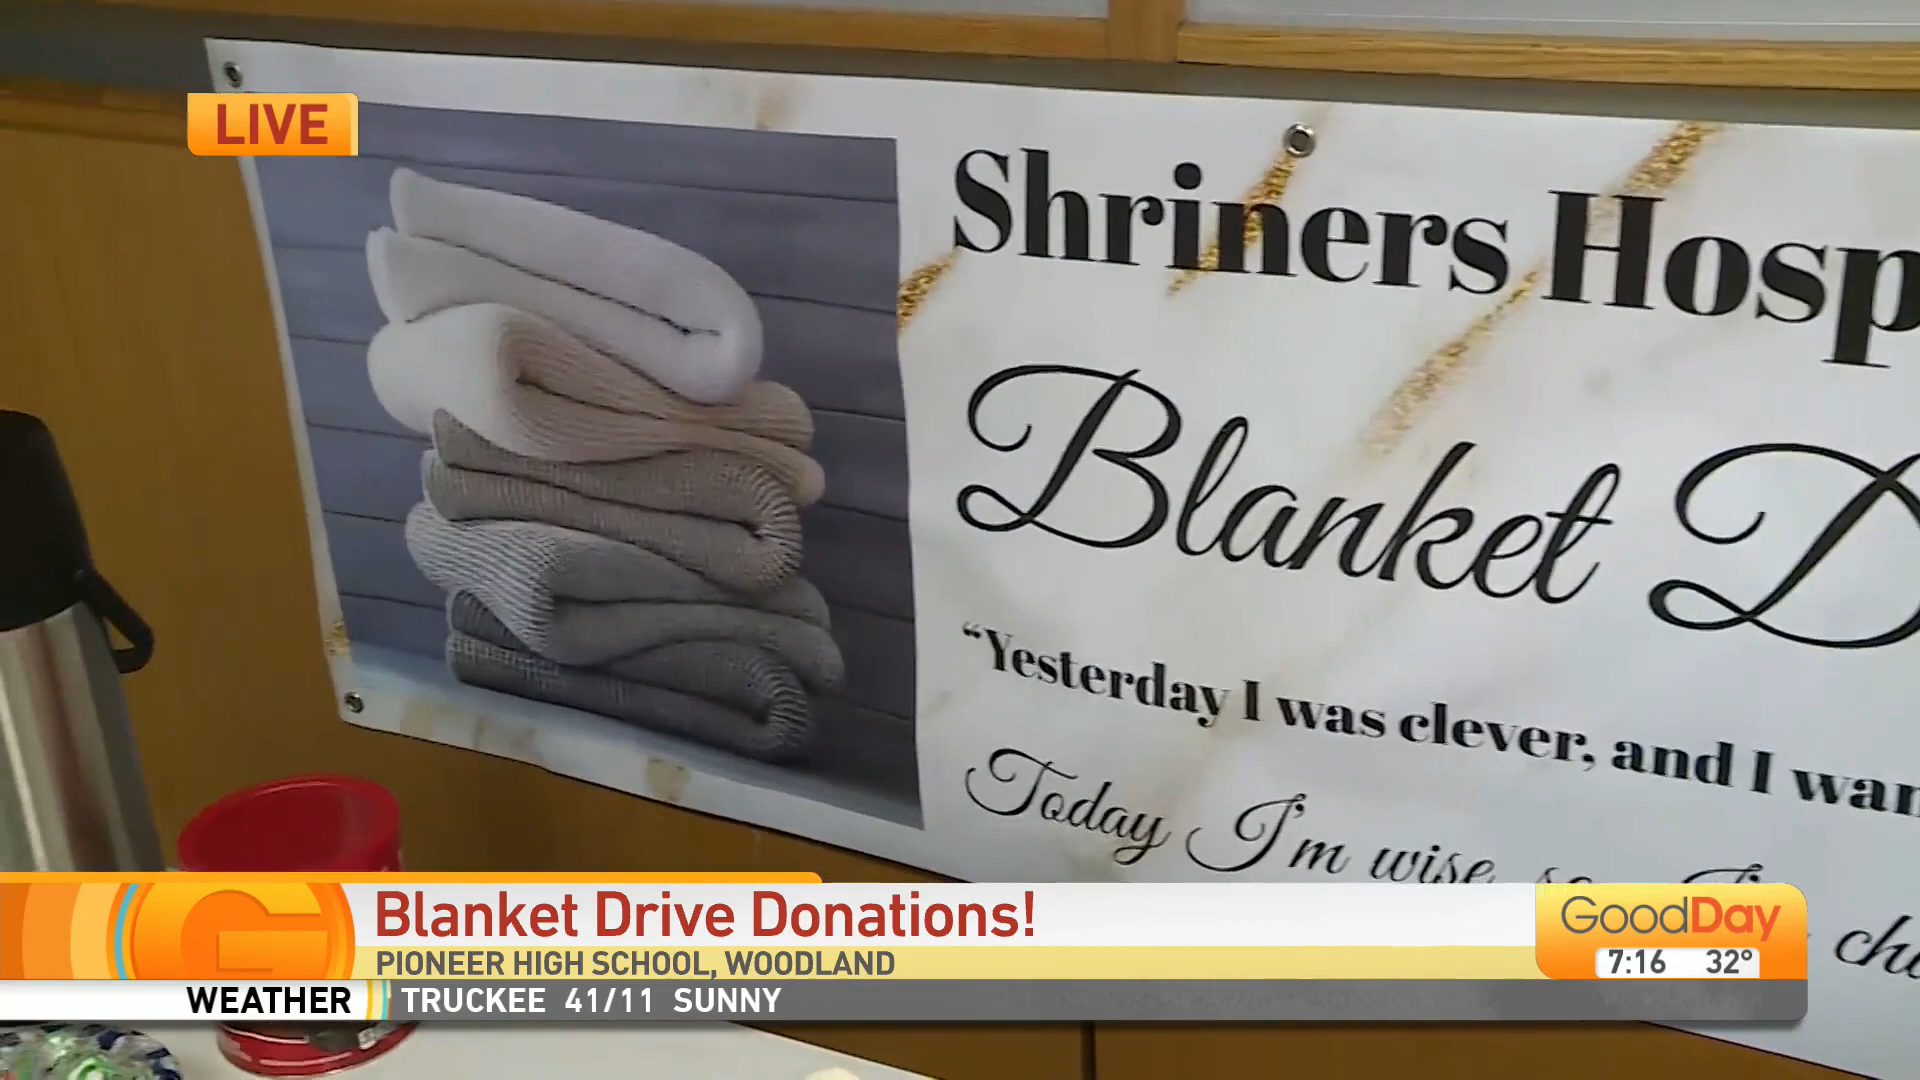 LIVE
Shriners Hosp
Blanket D
“Yesterday I was clever, and I wan
Today I'm wise
Blanket Drive Donations!
PIONEER HIGH SCHOOL, WOODLAND
GoodDay
7:16 32°
WEATHER TRUCKEE 41/11 SUNNY